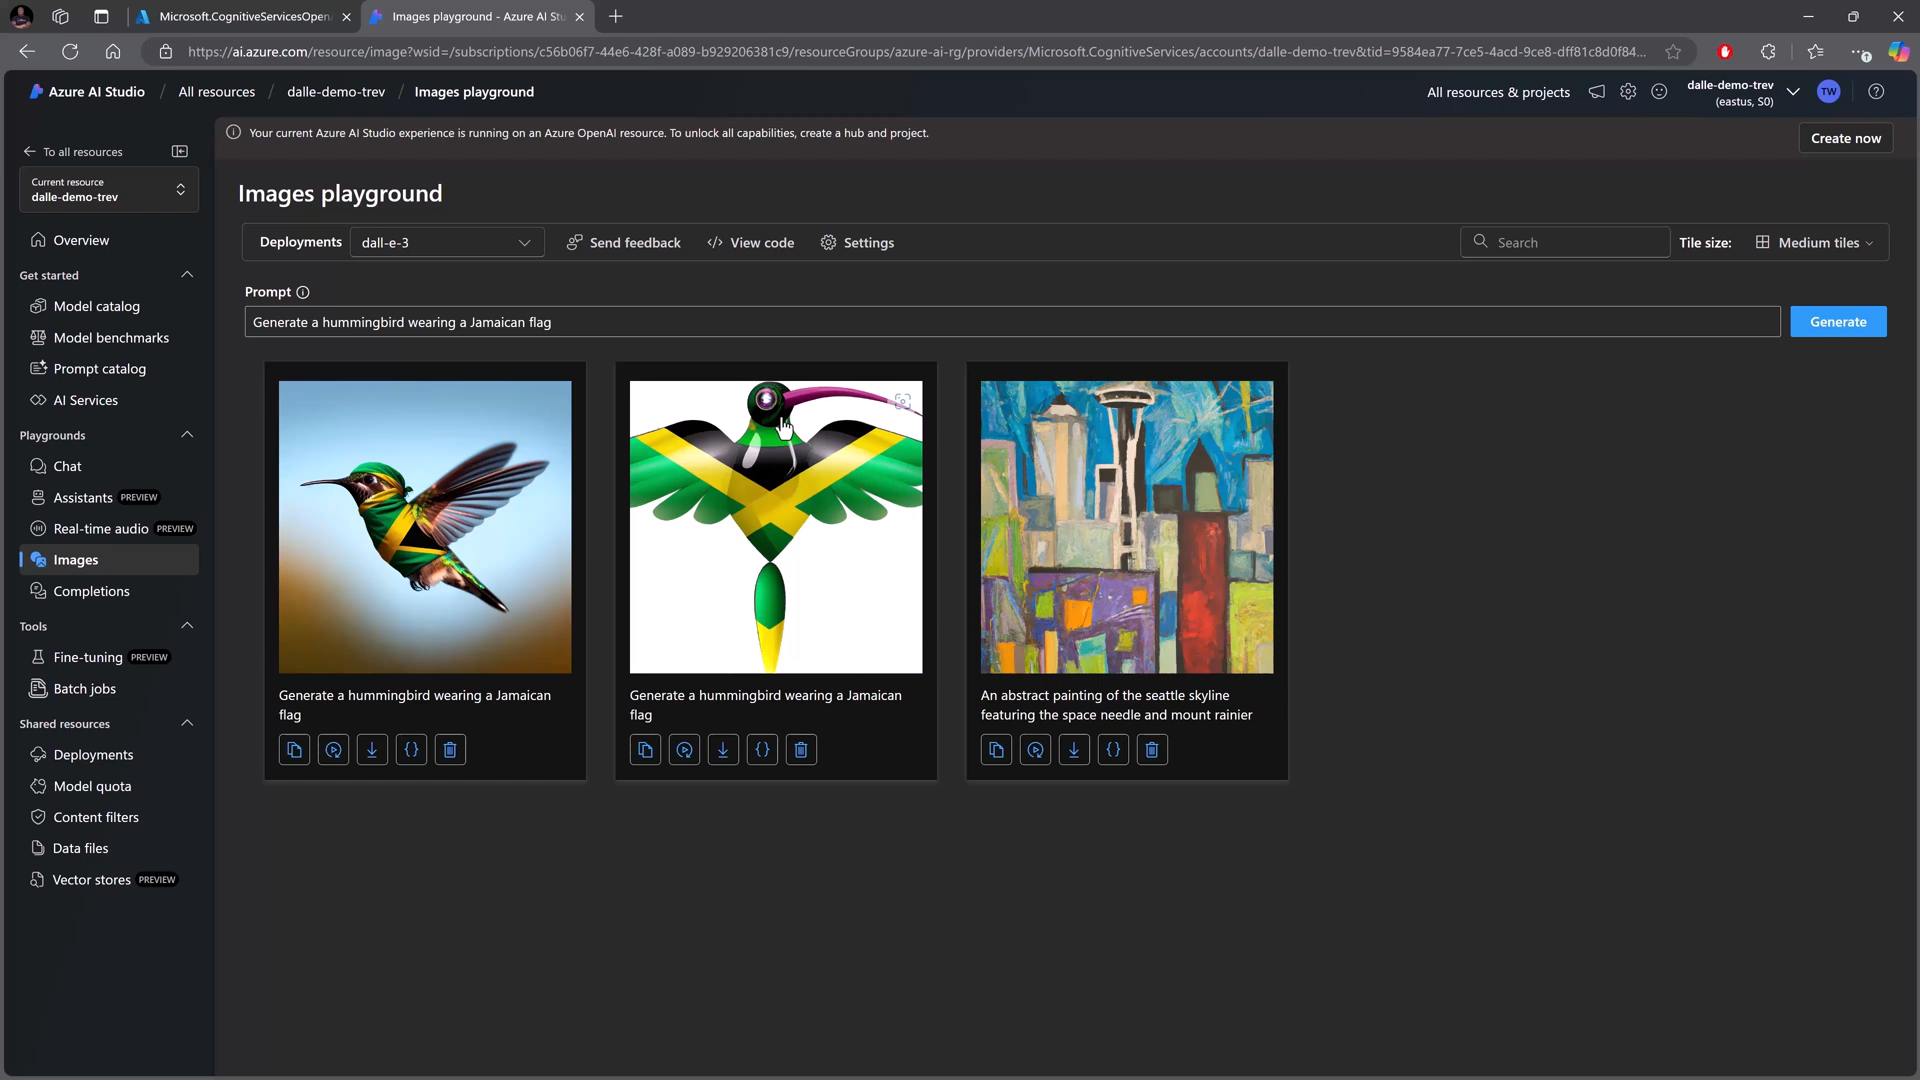 Microsoft.CognitiveServicesOpen
Images playground - Azure AI Stu
https://ai.azure.com/resource/image?wsid=/subscriptions/c56b06f7-44e6-428f-a089-b929206381c9/resourceGroups/azure-ai-rg/providers/Microsoft.CognitiveServices/accounts/dalle-demo-trev&tid=9584ea77-7ce5-4acd-9ce8-dff81c8d0f84...
Azure AI Studio / All resources / dalle-demo-trev / Images playground
All resources & projects
dalle-demo-trev
(eastus, S0)
TW
Your current Azure AI Studio experience is running on an Azure OpenAI resource. To unlock all capabilities, create a hub and project.
Create now
To all resources
Current resource
dalle-demo-trev
Overview
Get started
Model catalog
Model benchmarks
Prompt catalog
AI Services
Playgrounds
Chat
Assistants PREVIEW
Real-time audio PREVIEW
Images
Completions
Tools
Fine-tuning PREVIEW
Batch jobs
Shared resources
Deployments
Model quota
Content filters
Data files
Vector stores PREVIEW
Images playground
Deployments dall-e-3 Send feedback View code Settings
Search
Tile size: Medium tiles
Prompt
Generate a hummingbird wearing a Jamaican flag
Generate
Generate a hummingbird wearing a Jamaican
flag
Generate a hummingbird wearing a Jamaican
flag
An abstract painting of the seattle skyline
featuring the space needle and mount rainier